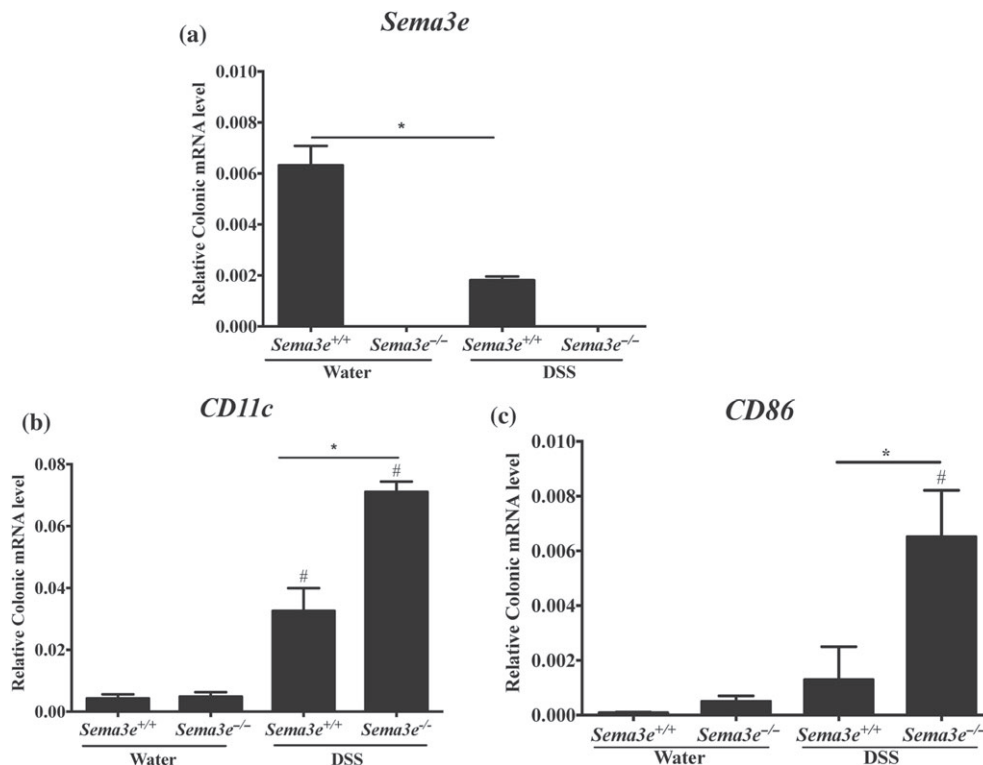 (a)
Sema3e
Relative Colonic mRNA level
0.010
0.008
0.006
0.004
0.002
0.000
*
Sema3e+/+ Sema3e−/− Sema3e+/+ Sema3e−/−
Water DSS
(b)
CD11c
Relative Colonic mRNA level
0.08
0.06
0.04
0.02
0.00
*
#
#
Sema3e+/+ Sema3e−/− Sema3e+/+ Sema3e−/−
Water DSS
(c)
CD86
Relative Colonic mRNA level
0.010
0.008
0.006
0.004
0.002
0.000
*
#
Sema3e+/+ Sema3e−/− Sema3e+/+ Sema3e−/−
Water DSS